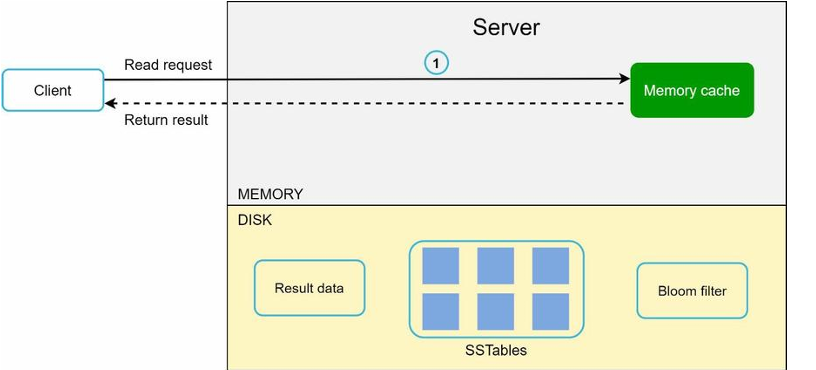 Server
Read request
1
Client
Memory cache
Return result
MEMORY
DISK
Result data
Bloom filter
SSTables